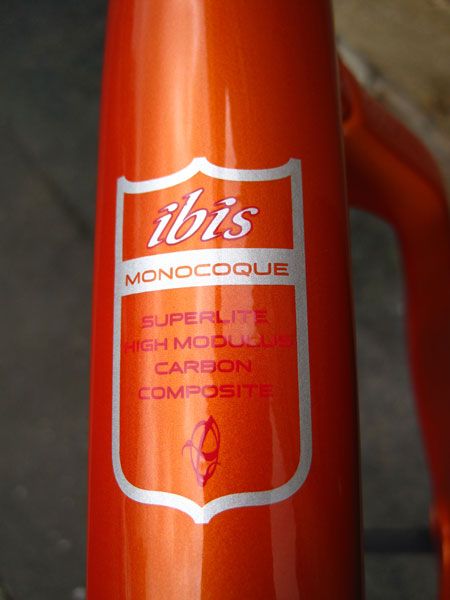 ibis
MONOCOQUE
SUPERLITE
HIGH MODULUS
CARBON
COMPOSITE